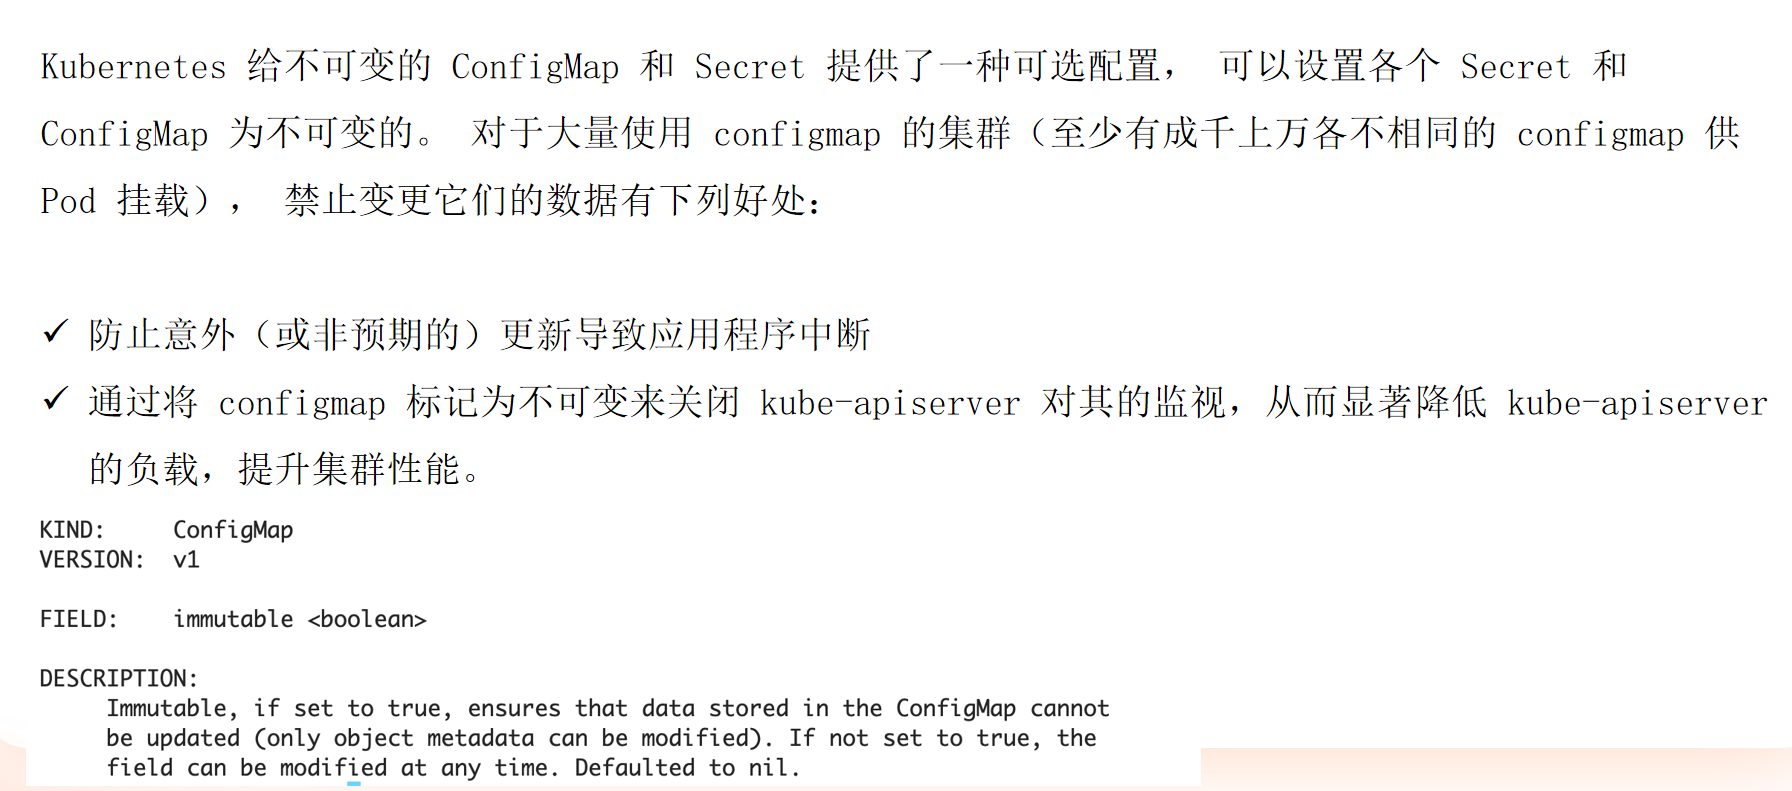 Kubernetes 给不可变的 ConfigMap 和 Secret 提供了一种可选配置， 可以设置各个 Secret 和
ConfigMap 为不可变的。 对于大量使用 configmap 的集群（至少有成千上万各不相同的 configmap 供
Pod 挂载）， 禁止变更它们的数据有下列好处：
✓ 防止意外（或非预期的）更新导致应用程序中断
✓ 通过将 configmap 标记为不可变来关闭 kube-apiserver 对其的监视，从而显著降低 kube-apiserver
的负载，提升集群性能。
KIND:     ConfigMap
VERSION:  v1
FIELD:    immutable <boolean>
DESCRIPTION:
Immutable, if set to true, ensures that data stored in the ConfigMap cannot
be updated (only object metadata can be modified). If not set to true, the
field can be modified at any time. Defaulted to nil.